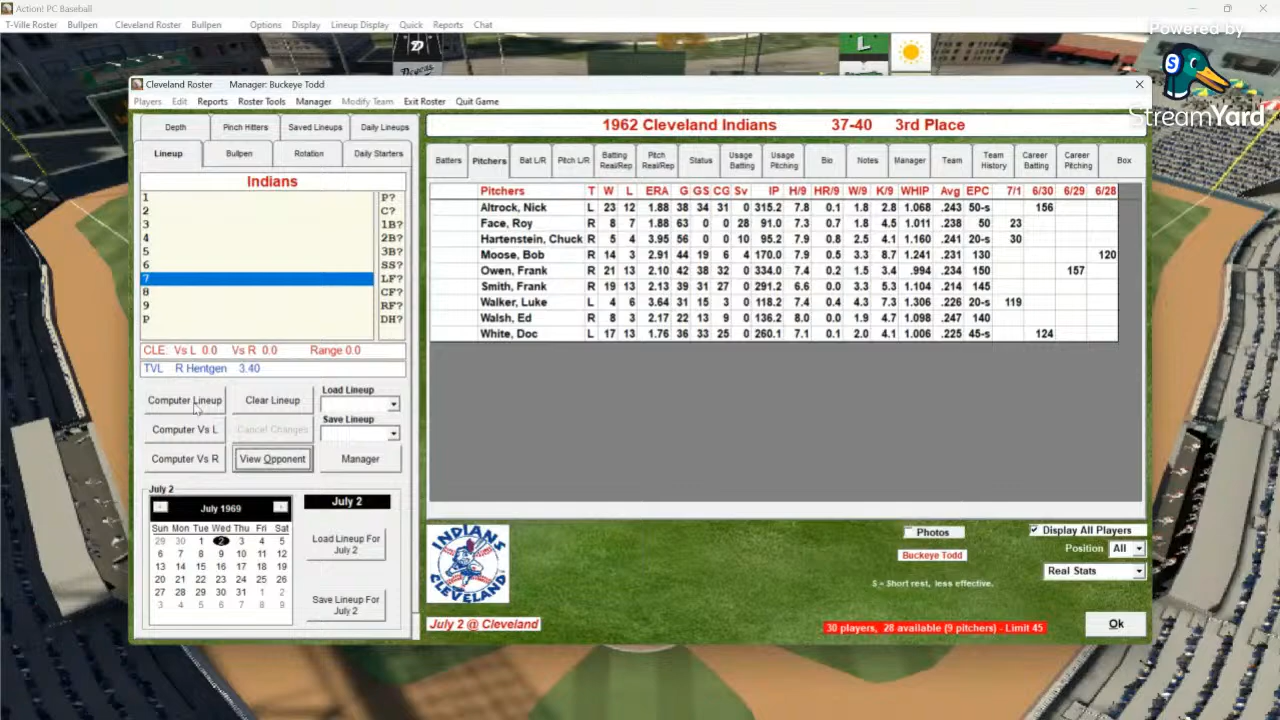 Action! PC Baseball
T-Ville Roster Bullpen Cleveland Roster Bullpen Options Display Lineup Display Quick Reports Chat
Powered by
StreamYard
Cleveland Roster Manager: Buckeye Todd
Players Edit Reports Roster Tools Manager Modify Team Exit Roster Quit Game
Depth Pinch Hitters Saved Lineups Daily Lineups
Lineup Bullpen Rotation Daily Starters
Indians
1 P?
2 C?
3 1B?
4 2B?
5 3B?
6 SS?
7 LF?
8 CF?
9 RF?
P DH?
CLE Vs L 0.0 Vs R 0.0 Range 0.0
TVL R Hentgen 3.40
Computer Lineup Clear Lineup Load Lineup
Computer Vs L Cancel Changes Save Lineup
Computer Vs R View Opponent Manager
July 2
July 1969
Sun Mon Tue Wed Thu Fri Sat
29 30 1 2 3 4 5
6 7 8 9 10 11 12
13 14 15 16 17 18 19
20 21 22 23 24 25 26
27 28 29 30 31 1 2
3 4 5 6 7 8 9
July 2
Load Lineup For
July 2
Save Lineup For
July 2
1962 Cleveland Indians 37-40 3rd Place
Batters Pitchers Bat L/R Pitch L/R Batting Real/Rep Pitch Real/Rep Status Usage Batting Usage Pitching Bio Notes Manager Team Team History Career Batting Career Pitching Box
Pitchers T W L ERA G GS CG Sv IP H/9 HR/9 W/9 K/9 WHIP Avg EPC 7/1 6/30 6/29 6/28
Altrock, Nick L 23 12 1.88 38 34 31 0 315.2 7.8 0.1 1.8 2.8 1.068 .243 50-s 156
Face, Roy R 8 7 1.88 63 0 0 28 91.0 7.3 0.0 1.8 4.5 1.011 .238 50 23
Hartenstein, Chuck R 5 4 3.95 56 0 0 10 95.2 7.9 0.8 2.5 4.1 1.160 .241 20-s 30
Moose, Bob R 14 3 2.91 44 19 6 4 170.0 7.9 0.5 3.3 8.7 1.241 .231 130 120
Owen, Frank R 21 13 2.10 42 38 32 0 334.0 7.4 0.2 1.5 3.4 .994 .234 150 157
Smith, Frank R 19 13 2.13 39 31 27 0 291.2 6.6 0.0 3.3 5.3 1.104 .214 145
Walker, Luke L 4 6 3.64 31 15 3 0 118.2 7.4 0.4 4.3 7.3 1.306 .226 20-s 119
Walsh, Ed R 8 3 2.17 22 13 9 0 136.2 8.0 0.0 1.9 4.7 1.098 .247 140
White, Doc L 17 13 1.76 36 33 25 0 260.1 7.1 0.1 2.0 4.1 1.006 .225 45-s 124
INDIANS
CLEVELAND
July 2 @ Cleveland
Photos
Buckeye Todd
S = Short rest, less effective.
Display All Players
Position All
Real Stats
30 players, 28 available (9 pitchers) - Limit 45
Ok